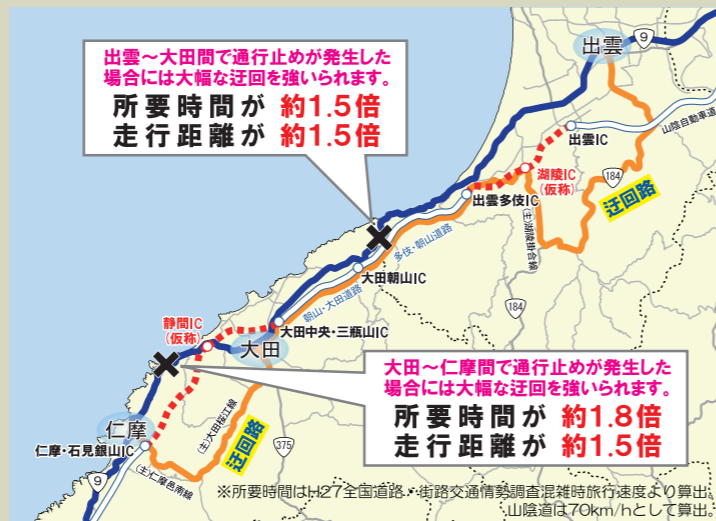 出雲～大田間で通行止めが発生した
場合には大幅な迂回を強いられます。
所要時間が 約1.5倍
走行距離が 約1.5倍
9
出雲
山陰自動車道
出雲IC
湖陵IC
(仮称)
184
迂回路
出雲多伎IC
(主)湖陵掛合線
多伎・朝山道路
大田朝山IC
朝山・大田道路
184
静間IC
(仮称)
大田中央・三瓶山IC
大田
大田～仁摩間で通行止めが発生した
場合には大幅な迂回を強いられます。
所要時間が 約1.8倍
走行距離が 約1.5倍
仁摩
仁摩・石見銀山IC
(主)大田桜江線
迂回路
375
(主)仁摩邑南線
9
※所要時間はH27全国道路・街路交通情勢調査混雑時旅行速度より算出。
山陰道は70km/hとして算出。